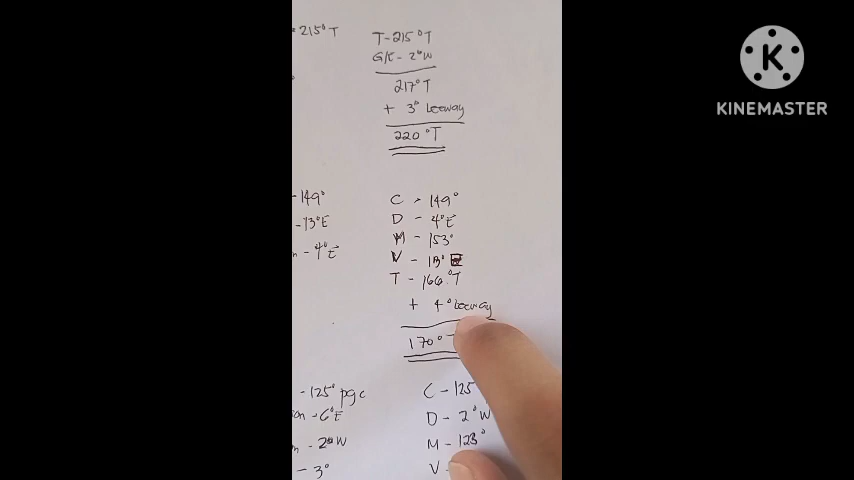 = 215° T
T - 215° T
G/E - 2° W
217° T
+ 3° Leeway
220° T
- 149°
- 13° E
- 4° E
C - 149°
D - 4° E
M - 153°
V - 13°
T - 166° T
+ 4° Leeway
170° T
- 125° pgc
- 6° E
- 2° W
- 3°
C - 125
D - 2° W
M - 123°
V -
K
KINEMASTER